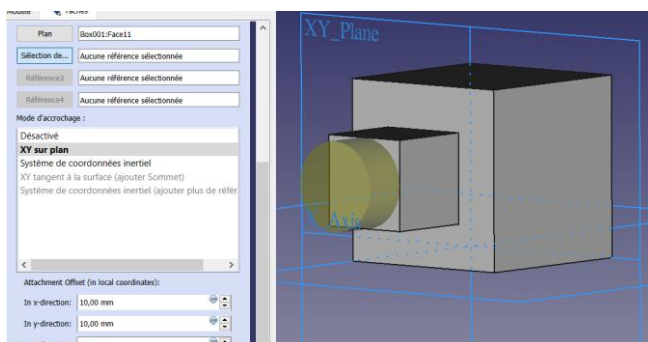 Modèle Tâches
Plan Box001:Face11
Sélection de... Aucune référence sélectionnée
Référence3 Aucune référence sélectionnée
Référence4 Aucune référence sélectionnée
Mode d'accrochage :
Désactivé
XY sur plan
Système de coordonnées inertiel
XY tangent à la surface (ajouter Sommet)
Système de coordonnées inertiel (ajouter plus de référ
Attachment Offset (in local coordinates):
In x-direction: 10,00 mm
In y-direction: 10,00 mm
XY_Plane
Axis